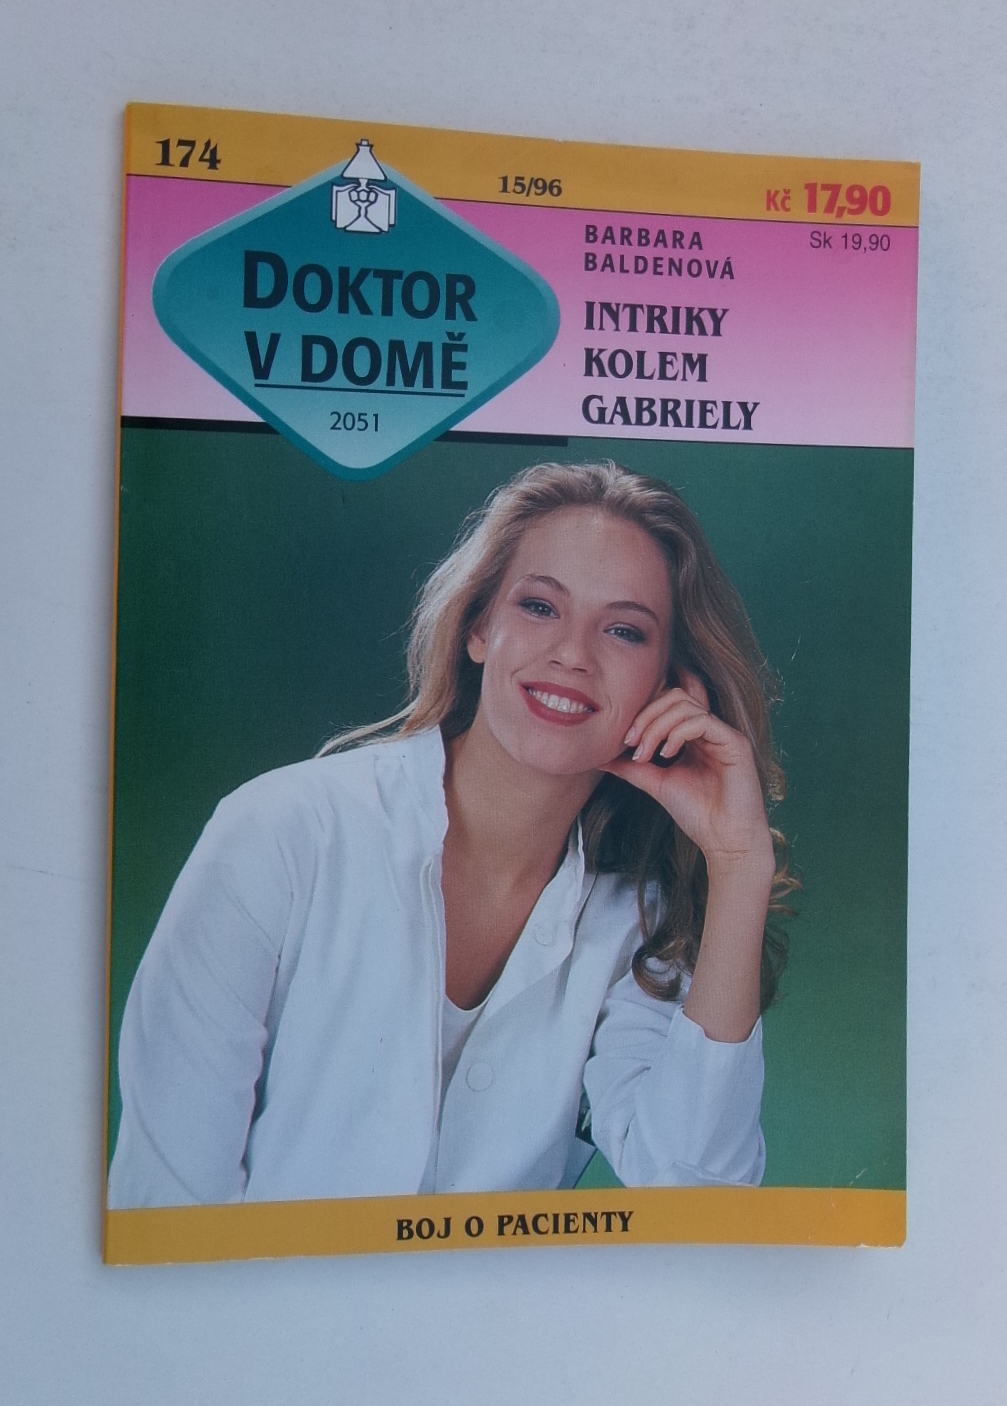 174
15/96
Kč 17,90
Sk 19,90
DOKTOR
V DOMĚ
2051
BARBARA
BALDENOVÁ
INTRIKY
KOLEM
GABRIELY
BOJ O PACIENTY